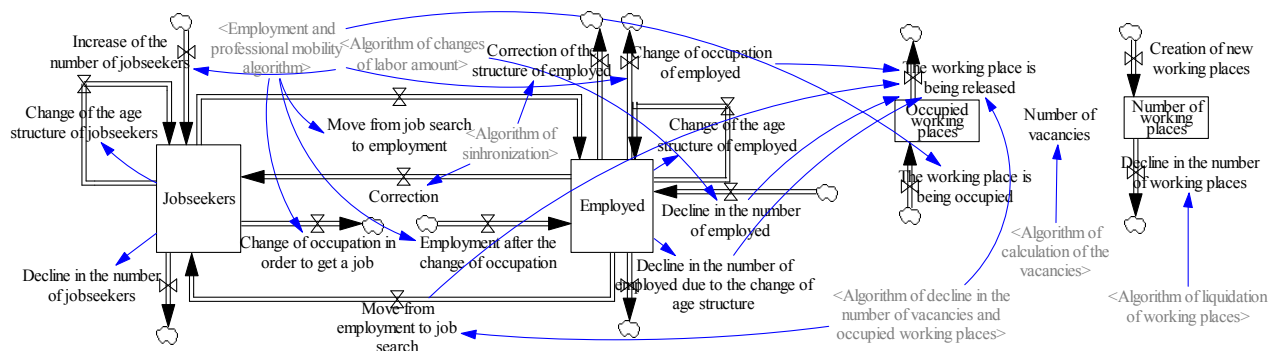 Increase of the
number of jobseekers
<Employment and
professional mobility
algorithm>
<Algorithm of changes
of labor amount>
Correction of the
structure of employed
Change of occupation
of employed
The working place is
being released
Creation of new
working places
Change of the age
structure of jobseekers
Move from job search
to employment
<Algorithm of
sinhronization>
Change of the age
structure of employed
Occupied
working
places
Number of
vacancies
Number of
working
places
Jobseekers
Correction
Employed
The working place is
being occupied
Decline in the number
of working places
Decline in the number
of employed
Change of occupation in
order to get a job
Employment after the
change of occupation
Decline in the number of
employed due to the change of
age structure
<Algorithm of
calculation of the
vacancies>
Decline in the number
of jobseekers
Move from
employment to job
search
<Algorithm of decline in the
number of vacancies and
occupied working places>
<Algorithm of liquidation
of working places>